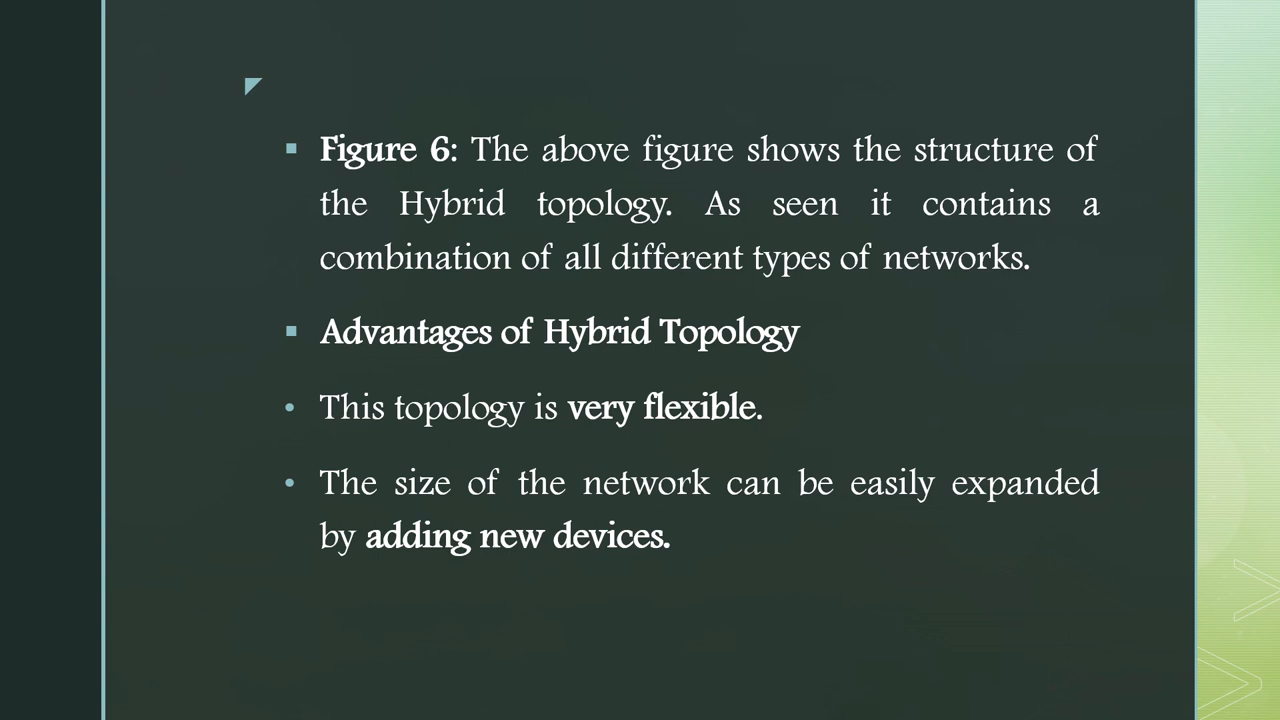 Figure 6: The above figure shows the structure of
the Hybrid topology. As seen it contains a
combination of all different types of networks.
Advantages of Hybrid Topology
This topology is very flexible.
The size of the network can be easily expanded
by adding new devices.